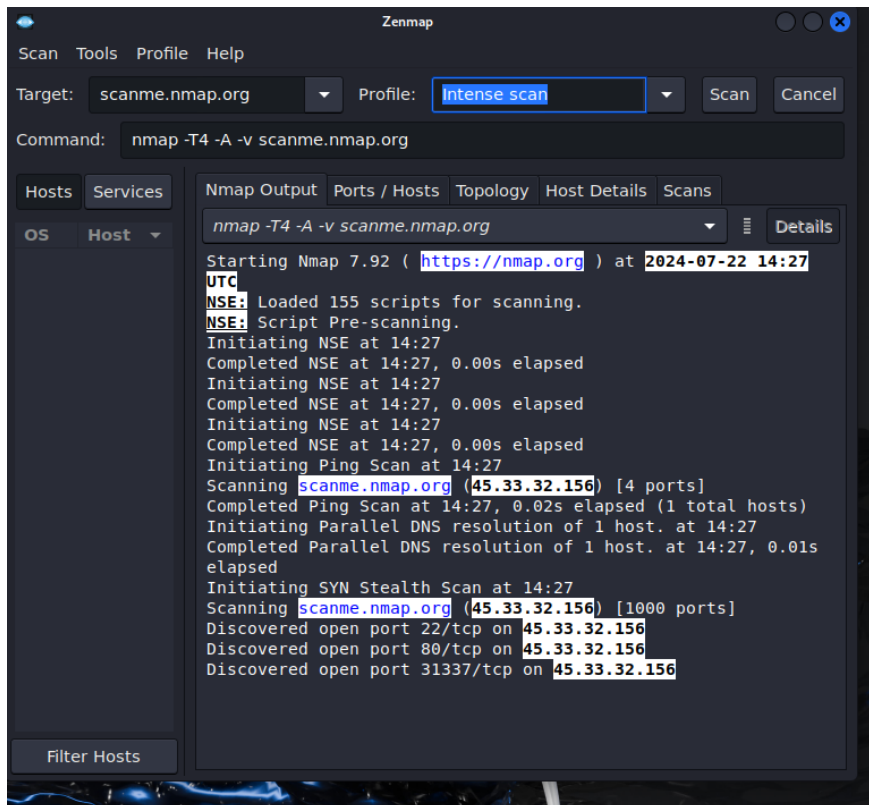 Zenmap
Scan Tools Profile Help
Target: scanme.nmap.org Profile: Intense scan Scan Cancel
Command: nmap -T4 -A -v scanme.nmap.org
Hosts Services Nmap Output Ports / Hosts Topology Host Details Scans
OS Host nmap -T4 -A -v scanme.nmap.org Details
Starting Nmap 7.92 ( https://nmap.org ) at 2024-07-22 14:27
UTC
NSE: Loaded 155 scripts for scanning.
NSE: Script Pre-scanning.
Initiating NSE at 14:27
Completed NSE at 14:27, 0.00s elapsed
Initiating NSE at 14:27
Completed NSE at 14:27, 0.00s elapsed
Initiating NSE at 14:27
Completed NSE at 14:27, 0.00s elapsed
Initiating Ping Scan at 14:27
Scanning scanme.nmap.org (45.33.32.156) [4 ports]
Completed Ping Scan at 14:27, 0.02s elapsed (1 total hosts)
Initiating Parallel DNS resolution of 1 host. at 14:27
Completed Parallel DNS resolution of 1 host. at 14:27, 0.01s
elapsed
Initiating SYN Stealth Scan at 14:27
Scanning scanme.nmap.org (45.33.32.156) [1000 ports]
Discovered open port 22/tcp on 45.33.32.156
Discovered open port 80/tcp on 45.33.32.156
Discovered open port 31337/tcp on 45.33.32.156
Filter Hosts